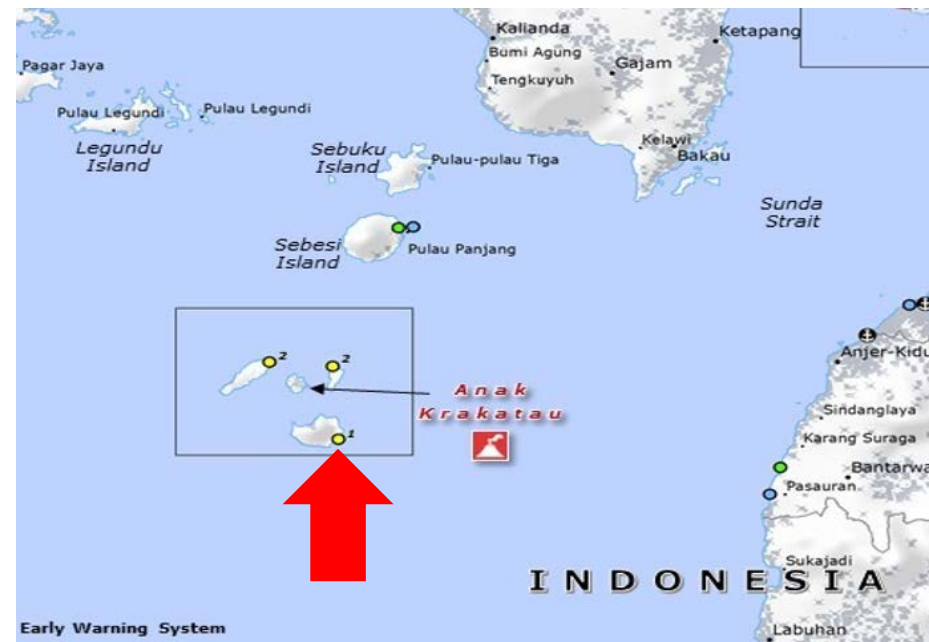 Kalianda
Ketapang
Bumi Agung
Gajam
Pagar Jaya
Tengkuyuh
Pulau Legundi
Pulau Legundi
Legundu
Island
Sebuku
Island
Pulau-pulau Tiga
Kelawi
Bakau
Sunda
Strait
Sebesi
Island
Pulau Panjang
2
2
Anjer-Kidu
Anak
Krakatau
Sindanglaya
1
Karang Suraga
Bantarwa
Pasauran
Sukajadi
INDONESIA
Early Warning System
Labuhan